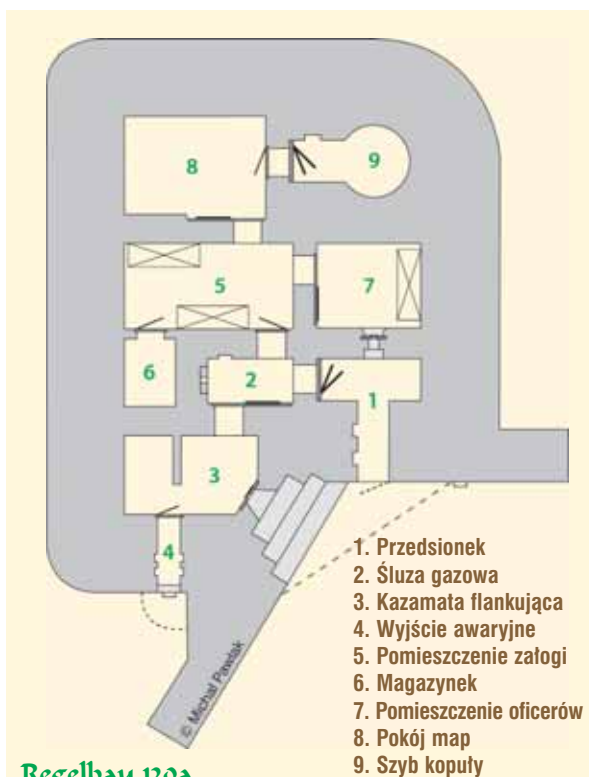 8
9
5
7
6
2
1
3
4
© Michał Pawlak
1. Przedsionek
2. Śluza gazowa
3. Kazamata flankująca
4. Wyjście awaryjne
5. Pomieszczenie załogi
6. Magazynek
7. Pomieszczenie oficerów
8. Pokój map
9. Szyb kopuły
Regelbau 120a